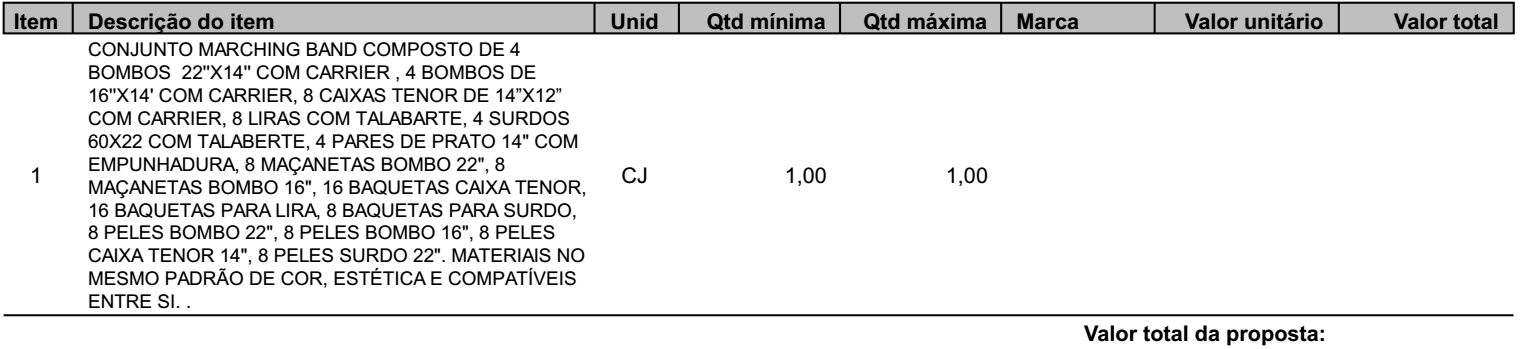 Item Descrição do item Unid Qtd mínima Qtd máxima Marca Valor unitário Valor total
CONJUNTO MARCHING BAND COMPOSTO DE 4
BOMBOS 22"X14" COM CARRIER , 4 BOMBOS DE
16"X14' COM CARRIER, 8 CAIXAS TENOR DE 14”X12”
COM CARRIER, 8 LIRAS COM TALABARTE, 4 SURDOS
60X22 COM TALABERTE, 4 PARES DE PRATO 14" COM
EMPUNHADURA, 8 MAÇANETAS BOMBO 22", 8
1 MAÇANETAS BOMBO 16", 16 BAQUETAS CAIXA TENOR, CJ 1,00 1,00
16 BAQUETAS PARA LIRA, 8 BAQUETAS PARA SURDO,
8 PELES BOMBO 22", 8 PELES BOMBO 16", 8 PELES
CAIXA TENOR 14", 8 PELES SURDO 22". MATERIAIS NO
MESMO PADRÃO DE COR, ESTÉTICA E COMPATÍVEIS
ENTRE SI. .
Valor total da proposta: